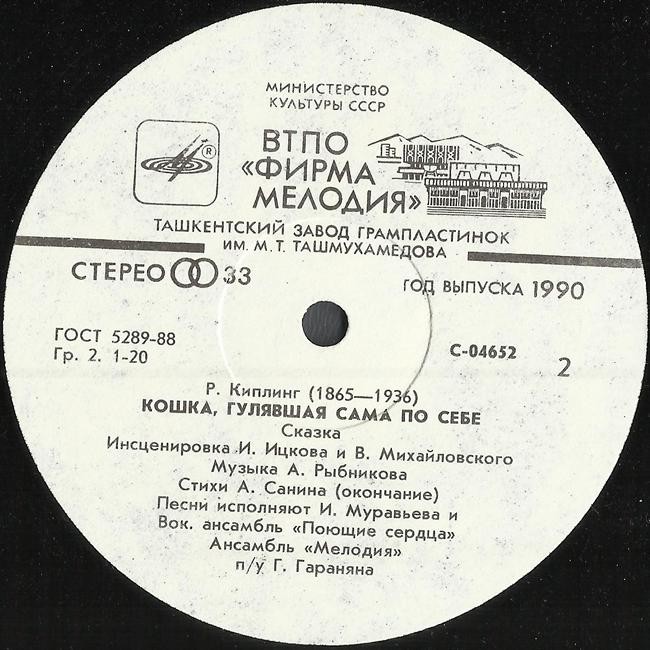 МИНИСТЕРСТВО
КУЛЬТУРЫ СССР
ВТПО
«ФИРМА
МЕЛОДИЯ»
®
ТАШКЕНТСКИЙ ЗАВОД ГРАМПЛАСТИНОК
ИМ. М. Т. ТАШМУХАМЕДОВА
СТЕРЕО 33
ГОД ВЫПУСКА 1990
ГОСТ 5289-88
Гр. 2. 1-20
С-04652
2
Р. Киплинг (1865—1936)
КОШКА, ГУЛЯВШАЯ САМА ПО СЕБЕ
Сказка
Инсценировка И. Ицкова и В. Михайловского
Музыка А. Рыбникова
Стихи А. Санина (окончание)
Песни исполняют И. Муравьева и
Вок. ансамбль «Поющие сердца»
Ансамбль «Мелодия»
п/у Г. Гараняна